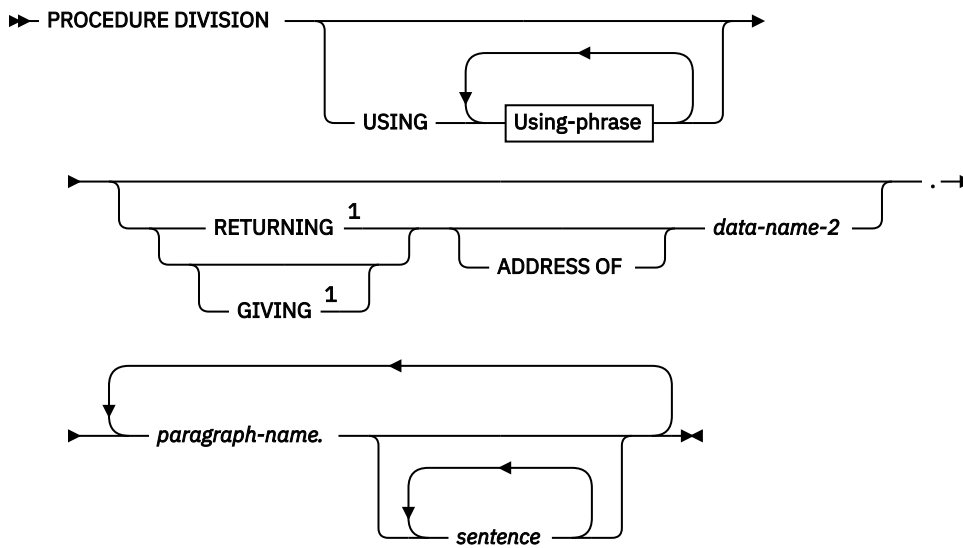 PROCEDURE DIVISION
USING Using-phrase
RETURNING 1 data-name-2 .
ADDRESS OF
GIVING 1
paragraph-name.
sentence